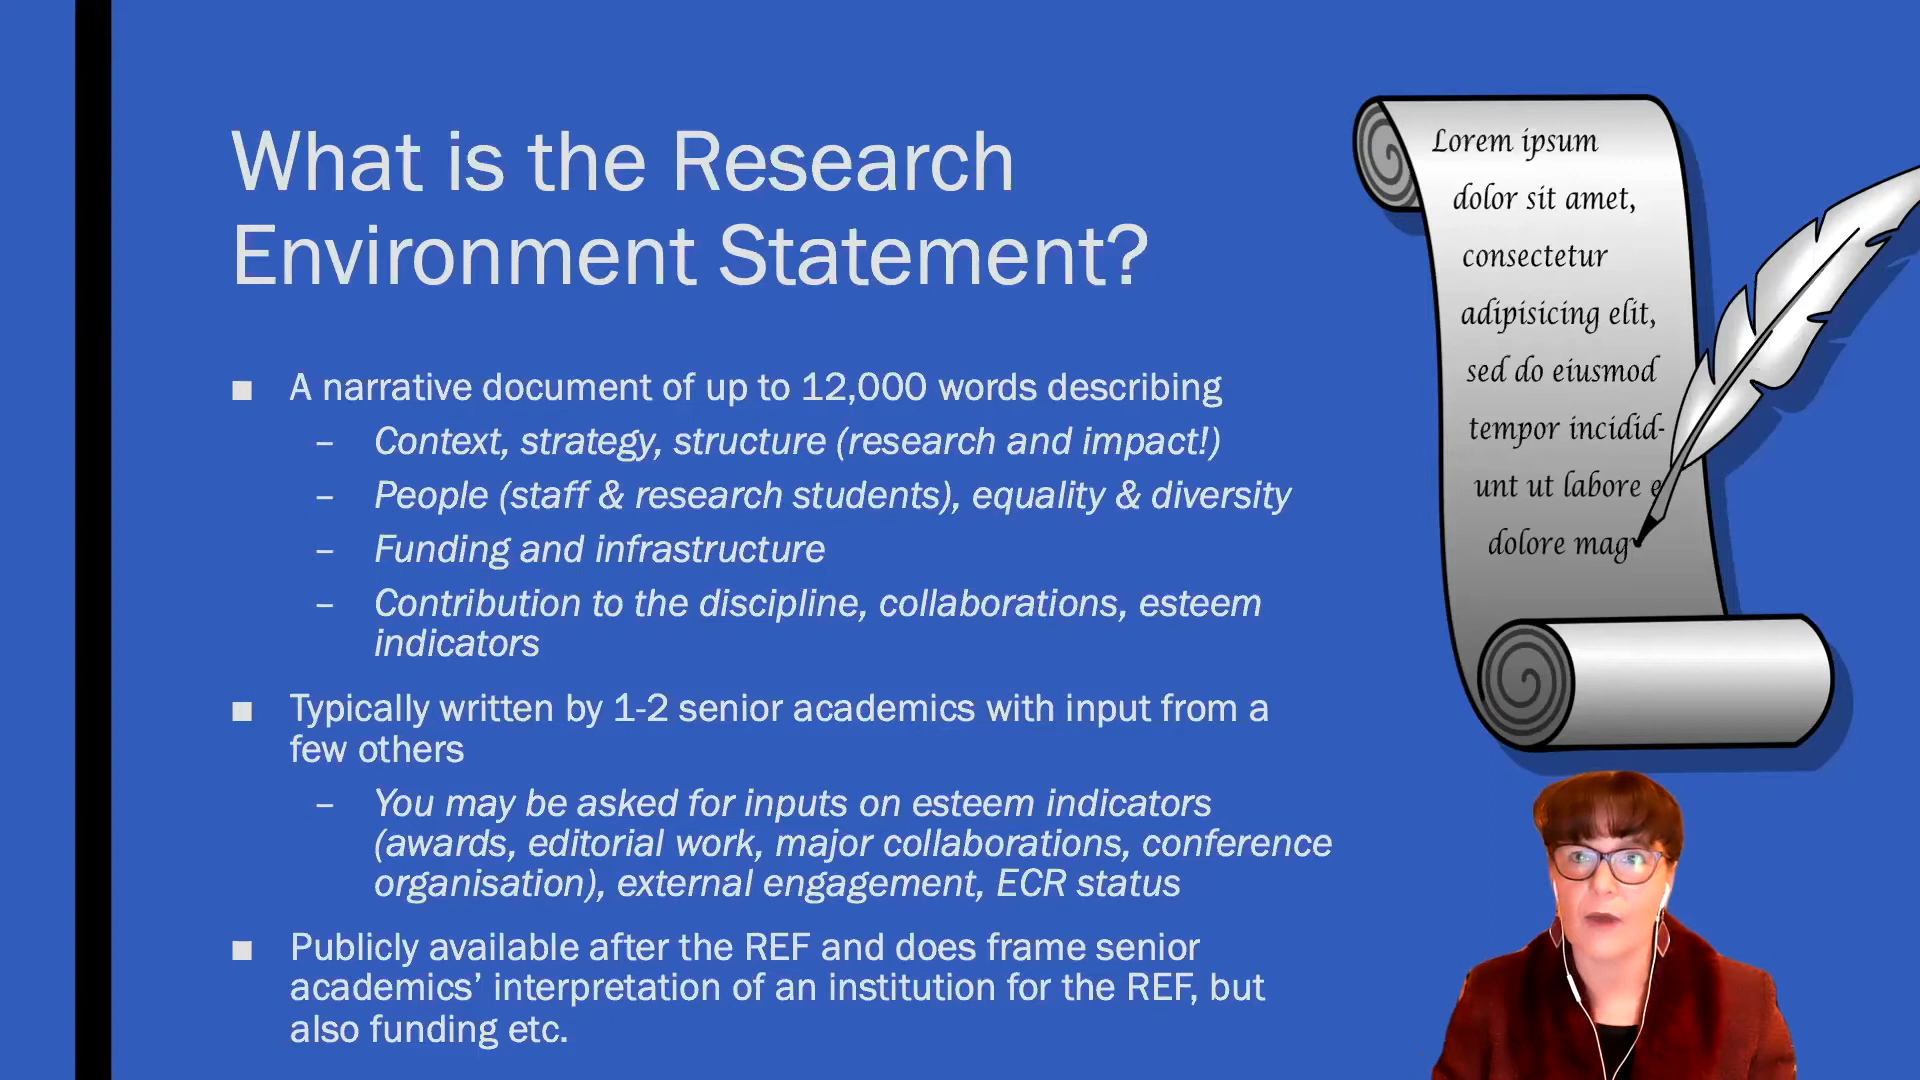 What is the Research
Environment Statement?
■ A narrative document of up to 12,000 words describing
– Context, strategy, structure (research and impact!)
– People (staff & research students), equality & diversity
– Funding and infrastructure
– Contribution to the discipline, collaborations, esteem
indicators
■ Typically written by 1-2 senior academics with input from a
few others
– You may be asked for inputs on esteem indicators
(awards, editorial work, major collaborations, conference
organisation), external engagement, ECR status
■ Publicly available after the REF and does frame senior
academics’ interpretation of an institution for the REF, but
also funding etc.
Lorem ipsum
dolor sit amet,
consectetur
adipisicing elit,
sed do eiusmod
tempor incidid-
unt ut labore e
dolore mag